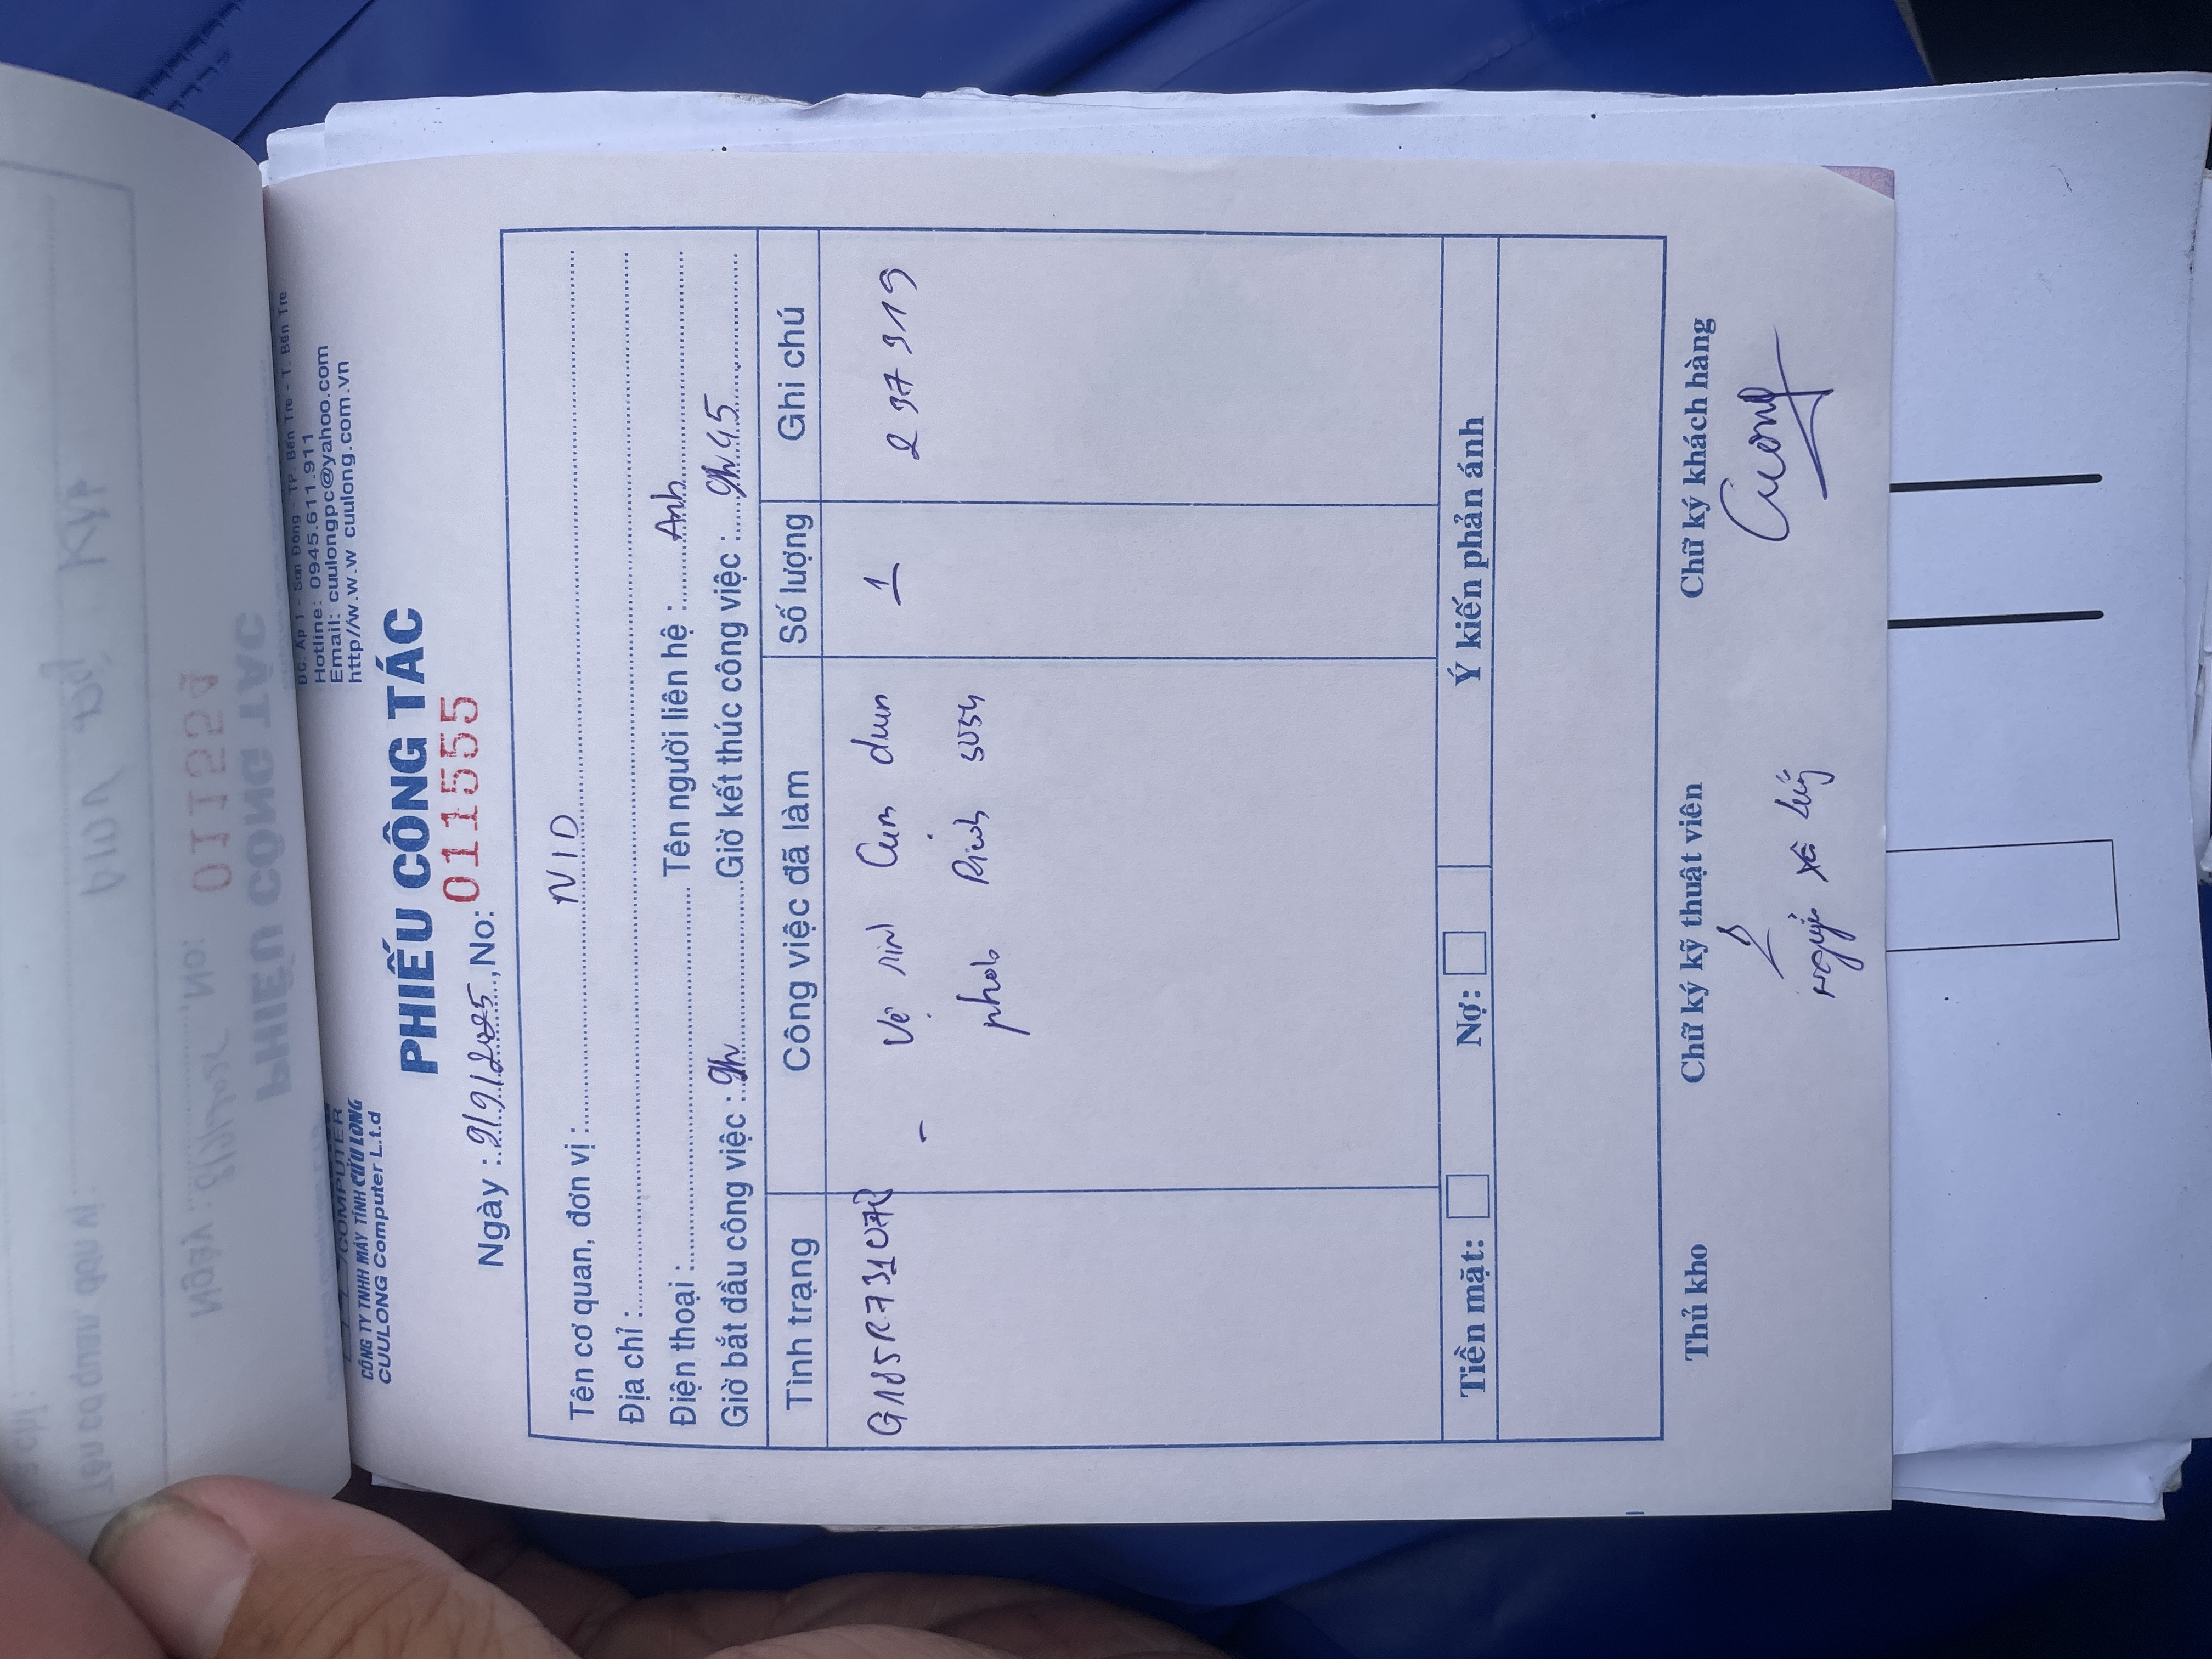 COMPUTER
CÔNG TY TNHH MÁY TÍNH CỬU LONG
CUULONG Computer L.t.d
ĐC: Ấp 1 - Sơn Đông - TP. Bến Tre - T. Bến Tre
Hotline: 0945.611.911
Email: cuulongpc@yahoo.com
http//w.w.w cuulong.com.vn
PHIẾU CÔNG TÁC
Ngày : 9/9/2025, No: 011555
Tên cơ quan, đơn vị : NID
Địa chỉ :
Điện thoại : Tên người liên hệ : Anh
Giờ bắt đầu công việc : 9h Giờ kết thúc công việc : 9h45
Tình trạng Công việc đã làm Số lượng Ghi chú
- Vệ sinh Cụm drum 1 297319
Tiền mặt: Nợ: Ý kiến phản ánh
Thủ kho Chữ ký kỹ thuật viên Chữ ký khách hàng
Cương